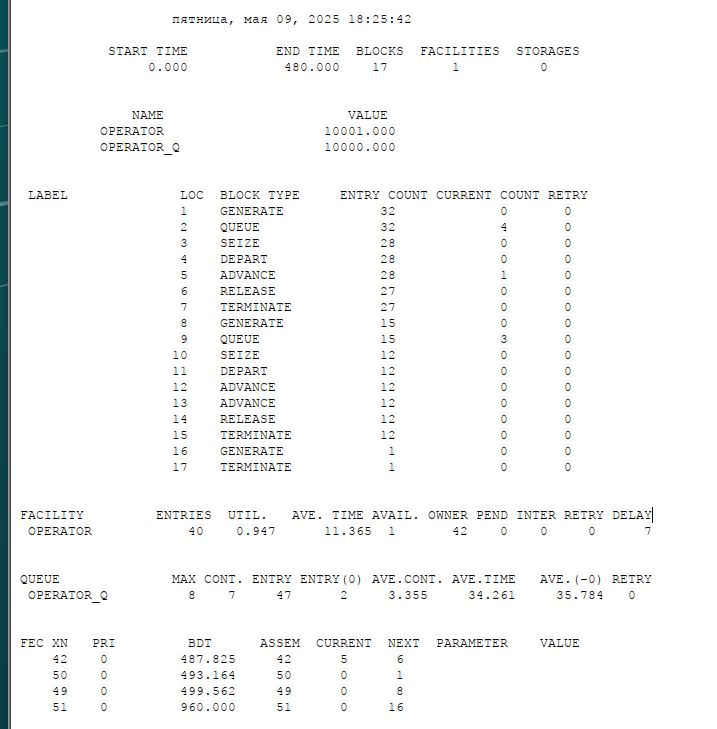 пятница, мая 09, 2025 18:25:42
START TIME END TIME BLOCKS FACILITIES STORAGES
0.000 480.000 17 1 0
NAME VALUE
OPERATOR 10001.000
OPERATOR_Q 10000.000
LABEL LOC BLOCK TYPE ENTRY COUNT CURRENT COUNT RETRY
1 GENERATE 32 0 0
2 QUEUE 32 4 0
3 SEIZE 28 0 0
4 DEPART 28 0 0
5 ADVANCE 28 1 0
6 RELEASE 27 0 0
7 TERMINATE 27 0 0
8 GENERATE 15 0 0
9 QUEUE 15 3 0
10 SEIZE 12 0 0
11 DEPART 12 0 0
12 ADVANCE 12 0 0
13 ADVANCE 12 0 0
14 RELEASE 12 0 0
15 TERMINATE 12 0 0
16 GENERATE 1 0 0
17 TERMINATE 1 0 0
FACILITY ENTRIES UTIL. AVE. TIME AVAIL. OWNER PEND INTER RETRY DELAY
OPERATOR 40 0.947 11.365 1 42 0 0 0 7
QUEUE MAX CONT. ENTRY ENTRY(0) AVE.CONT. AVE.TIME AVE.(-0) RETRY
OPERATOR_Q 8 7 47 2 3.355 34.261 35.784 0
FEC XN PRI BDT ASSEM CURRENT NEXT PARAMETER VALUE
42 0 487.825 42 5 6
50 0 493.164 50 0 1
49 0 499.562 49 0 8
51 0 960.000 51 0 16